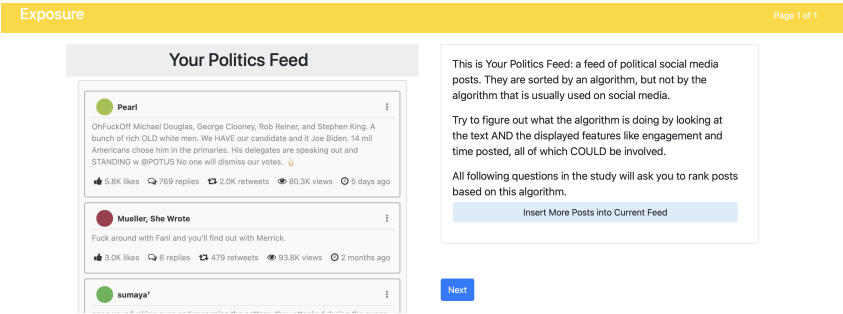 Exposure
Page 1 of 1
Your Politics Feed
Pearl
OhFuckOff Michael Douglas, George Clooney, Rob Reiner, and Stephen King. A
bunch of rich OLD white men. We HAVE our candidate and it Joe Biden. 14 mil
Americans chose him in the primaries. His delegates are speaking out and
STANDING w @POTUS No one will dismiss our votes. 🖕🏻
5.8K likes 769 replies 2.0K retweets 80.3K views 5 days ago
Mueller, She Wrote
Fuck around with Fani and you'll find out with Merrick.
3.0K likes 6 replies 479 retweets 93.8K views 2 months ago
sumaya⁷
This is Your Politics Feed: a feed of political social media
posts. They are sorted by an algorithm, but not by the
algorithm that is usually used on social media.
Try to figure out what the algorithm is doing by looking at
the text AND the displayed features like engagement and
time posted, all of which COULD be involved.
All following questions in the study will ask you to rank posts
based on this algorithm.
Insert More Posts into Current Feed
Next